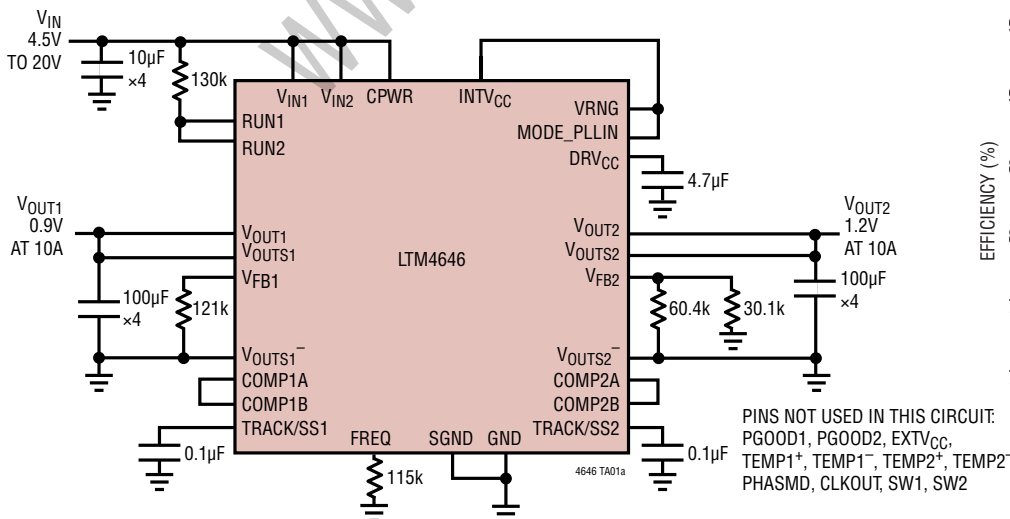 VIN
4.5V
TO 20V
10µF
×4
130k
VIN1
VIN2
CPWR
INTVCC
RUN1
RUN2
VRNG
MODE_PLLIN
DRVCC
4.7µF
VOUT1
0.9V
AT 10A
VOUT1
VOUTS1
VFB1
100µF
×4
121k
VOUTS1–
COMP1A
COMP1B
TRACK/SS1
0.1µF
LTM4646
VOUT2
VOUTS2
VFB2
VOUT2
1.2V
AT 10A
100µF
×4
60.4k
30.1k
VOUTS2–
COMP2A
COMP2B
TRACK/SS2
0.1µF
FREQ
SGND
GND
115k
4646 TA01a
PINS NOT USED IN THIS CIRCUIT:
PGOOD1, PGOOD2, EXTVCC,
TEMP1+, TEMP1–, TEMP2+, TEMP2–
PHASMD, CLKOUT, SW1, SW2
EFFICIENCY (%)